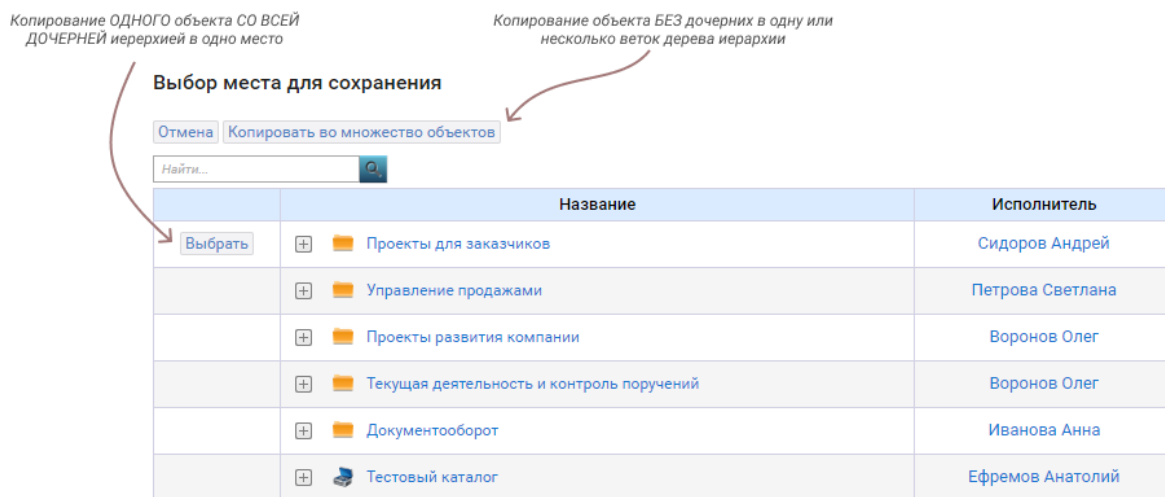 Копирование ОДНОГО объекта СО ВСЕЙ
ДОЧЕРНЕЙ иерерхией в одно место
Копирование объекта БЕЗ дочерних в одну или
несколько веток дерева иерархии
Выбор места для сохранения
Отмена Копировать во множество объектов
Найти...
Название Исполнитель
Выбрать Проекты для заказчиков Сидоров Андрей
Управление продажами Петрова Светлана
Проекты развития компании Воронов Олег
Текущая деятельность и контроль поручений Воронов Олег
Документооборот Иванова Анна
Тестовый каталог Ефремов Анатолий